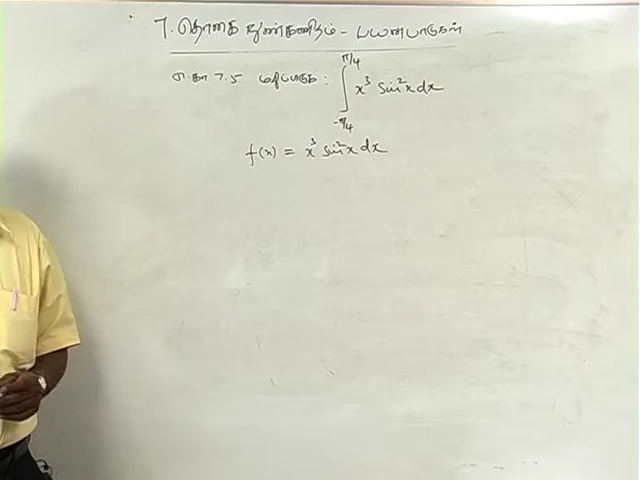 7. தொகை நுண்கணிதம் - பயன்பாடுகள்
எ.கா 7.5 மதிப்பிடுக : ∫_{-π/4}^{π/4} x³ sin²x dx
f(x) = x³ sin²x dx